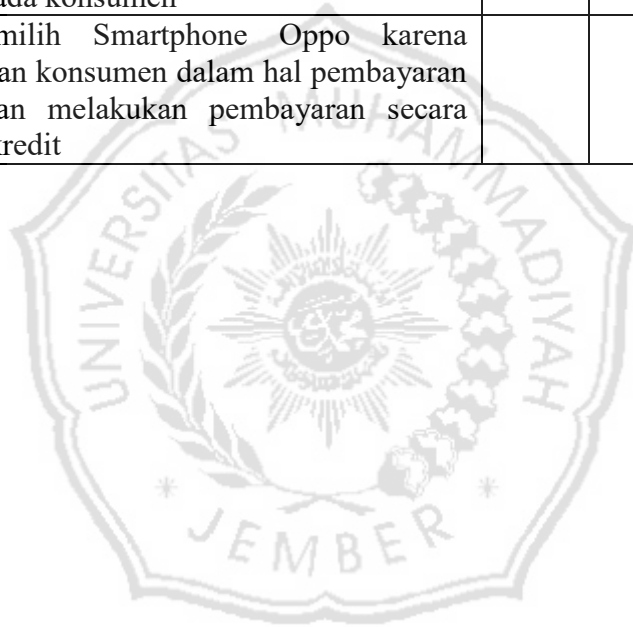 ada konsumen
milih Smartphone Oppo karena
an konsumen dalam hal pembayaran
an melakukan pembayaran secara
kredit
UNIVERSITAS MUHAMMADIYAH
JEMBER